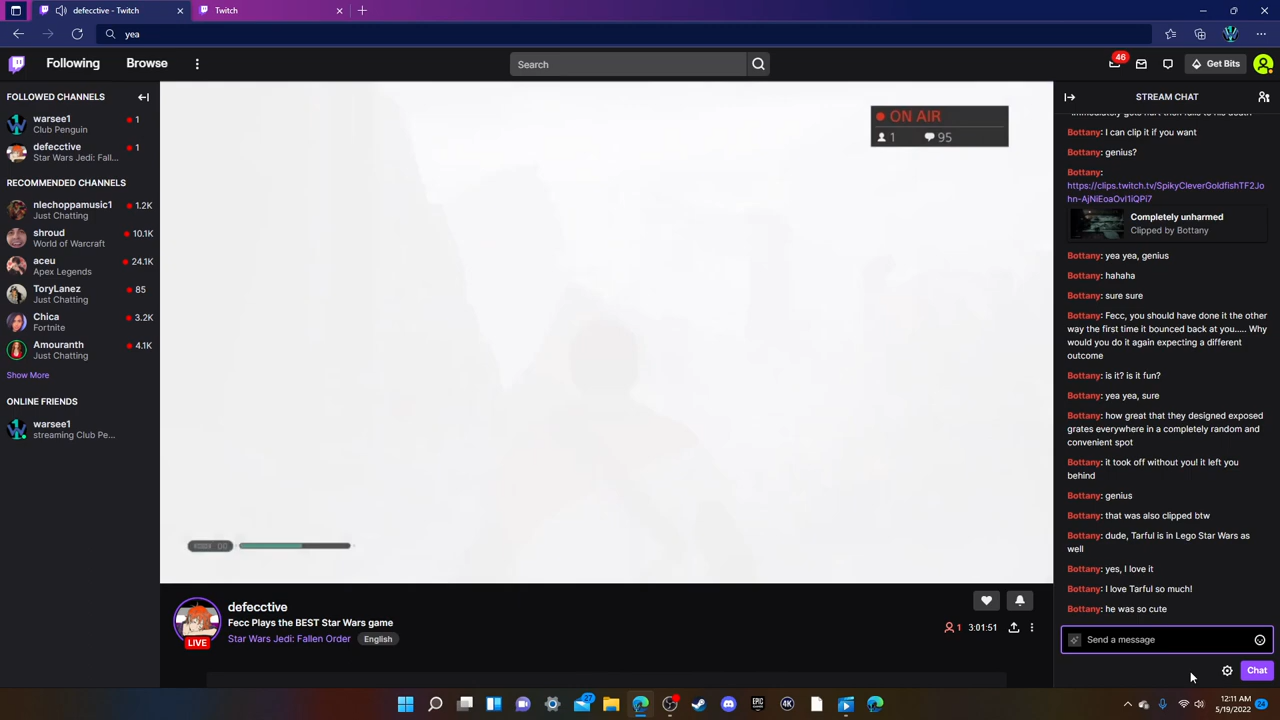 defecctive - Twitch
Twitch
yea
Following
Browse
Search
46
Get Bits
FOLLOWED CHANNELS
warsee1
1
Club Penguin
defecctive
1
Star Wars Jedi: Fall...
RECOMMENDED CHANNELS
nlechoppamusic1
1.2K
Just Chatting
shroud
10.1K
World of Warcraft
aceu
24.1K
Apex Legends
ToryLanez
85
Just Chatting
Chica
3.2K
Fortnite
Amouranth
4.1K
Just Chatting
Show More
ONLINE FRIENDS
warsee1
streaming Club Pe...
ON AIR
1 95
00
defecctive
Fecc Plays the BEST Star Wars game
Star Wars Jedi: Fallen Order English
LIVE
1 3:01:51
STREAM CHAT
Bottany: I can clip it if you want
Bottany: genius?
Bottany:
https://clips.twitch.tv/SpikyCleverGoldfishTF2Jo
hn-AjNiEoaOvl1iQPi7
Completely unharmed
Clipped by Bottany
Bottany: yea yea, genius
Bottany: hahaha
Bottany: sure sure
Bottany: Fecc, you should have done it the other
way the first time it bounced back at you..... Why
would you do it again expecting a different
outcome
Bottany: is it? is it fun?
Bottany: yea yea, sure
Bottany: how great that they designed exposed
grates everywhere in a completely random and
convenient spot
Bottany: it took off without you! it left you
behind
Bottany: genius
Bottany: that was also clipped btw
Bottany: dude, Tarful is in Lego Star Wars as
well
Bottany: yes, I love it
Bottany: I love Tarful so much!
Bottany: he was so cute
Send a message
Chat
27
EPIC
4K
12:11 AM
5/19/2022
24